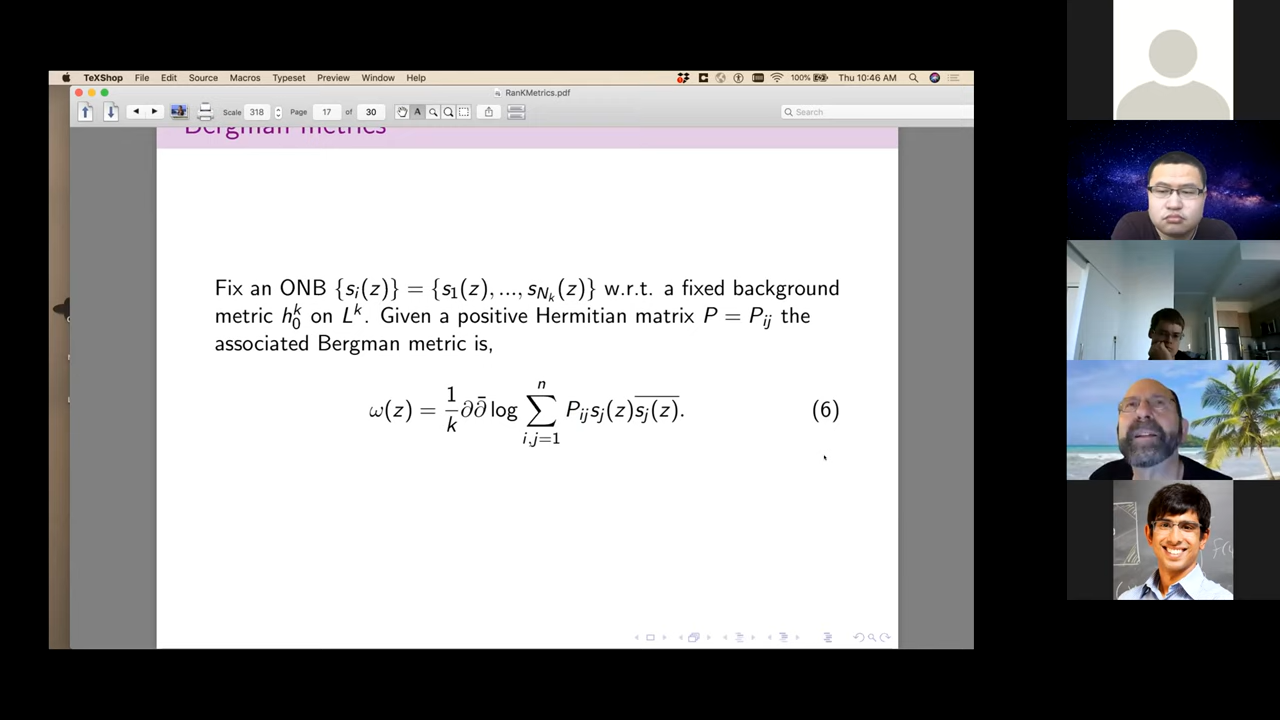 TeXShop File Edit Source Macros Typeset Preview Window Help 100% Thu 10:46 AM
RanKMetrics.pdf
Scale 318 Page 17 of 30 A Search
Bergman metrics
Fix an ONB {s_i(z)} = {s_1(z), ..., s_{N_k}(z)} w.r.t. a fixed background
metric h_0^k on L^k. Given a positive Hermitian matrix P = P_{ij} the
associated Bergman metric is,
ω(z) = \frac{1}{k} ∂\bar{∂} log \sum_{i,j=1}^{n} P_{ij}s_j(z)\overline{s_j(z)}. (6)